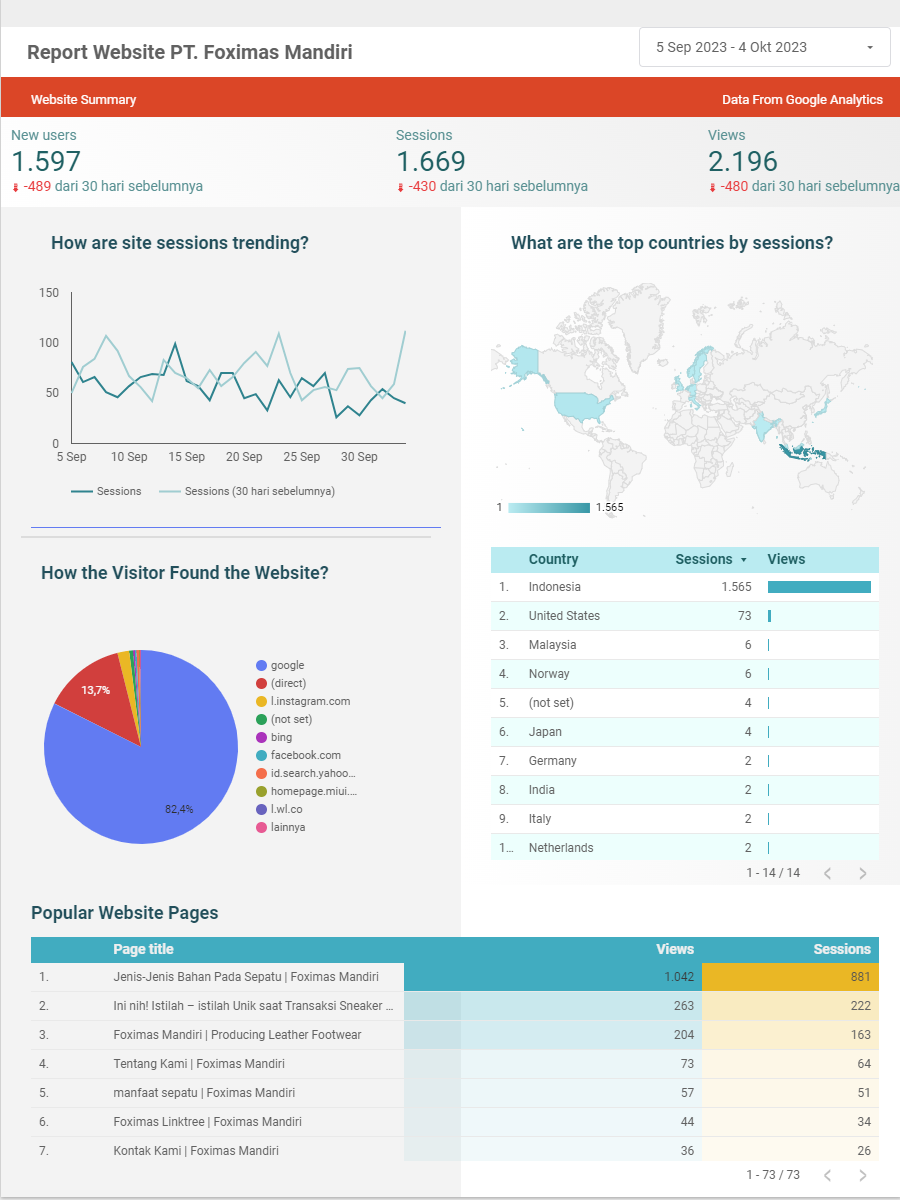 Report Website PT. Foximas Mandiri
5 Sep 2023 - 4 Okt 2023
Website Summary
Data From Google Analytics
New users
1.597
-489 dari 30 hari sebelumnya
Sessions
1.669
-430 dari 30 hari sebelumnya
Views
2.196
-480 dari 30 hari sebelumnya
How are site sessions trending?
150
100
50
0
5 Sep 10 Sep 15 Sep 20 Sep 25 Sep 30 Sep
Sessions Sessions (30 hari sebelumnya)
What are the top countries by sessions?
1 1.565
Country Sessions Views
1. Indonesia 1.565
2. United States 73
3. Malaysia 6
4. Norway 6
5. (not set) 4
6. Japan 4
7. Germany 2
8. India 2
9. Italy 2
1… Netherlands 2
1 - 14 / 14
How the Visitor Found the Website?
13,7%
82,4%
google
(direct)
l.instagram.com
(not set)
bing
facebook.com
id.search.yahoo…
homepage.miui.…
l.wl.co
lainnya
Popular Website Pages
Page title Views Sessions
1. Jenis-Jenis Bahan Pada Sepatu | Foximas Mandiri 1.042 881
2. Ini nih! Istilah – istilah Unik saat Transaksi Sneaker … 263 222
3. Foximas Mandiri | Producing Leather Footwear 204 163
4. Tentang Kami | Foximas Mandiri 73 64
5. manfaat sepatu | Foximas Mandiri 57 51
6. Foximas Linktree | Foximas Mandiri 44 34
7. Kontak Kami | Foximas Mandiri 36 26
1 - 73 / 73